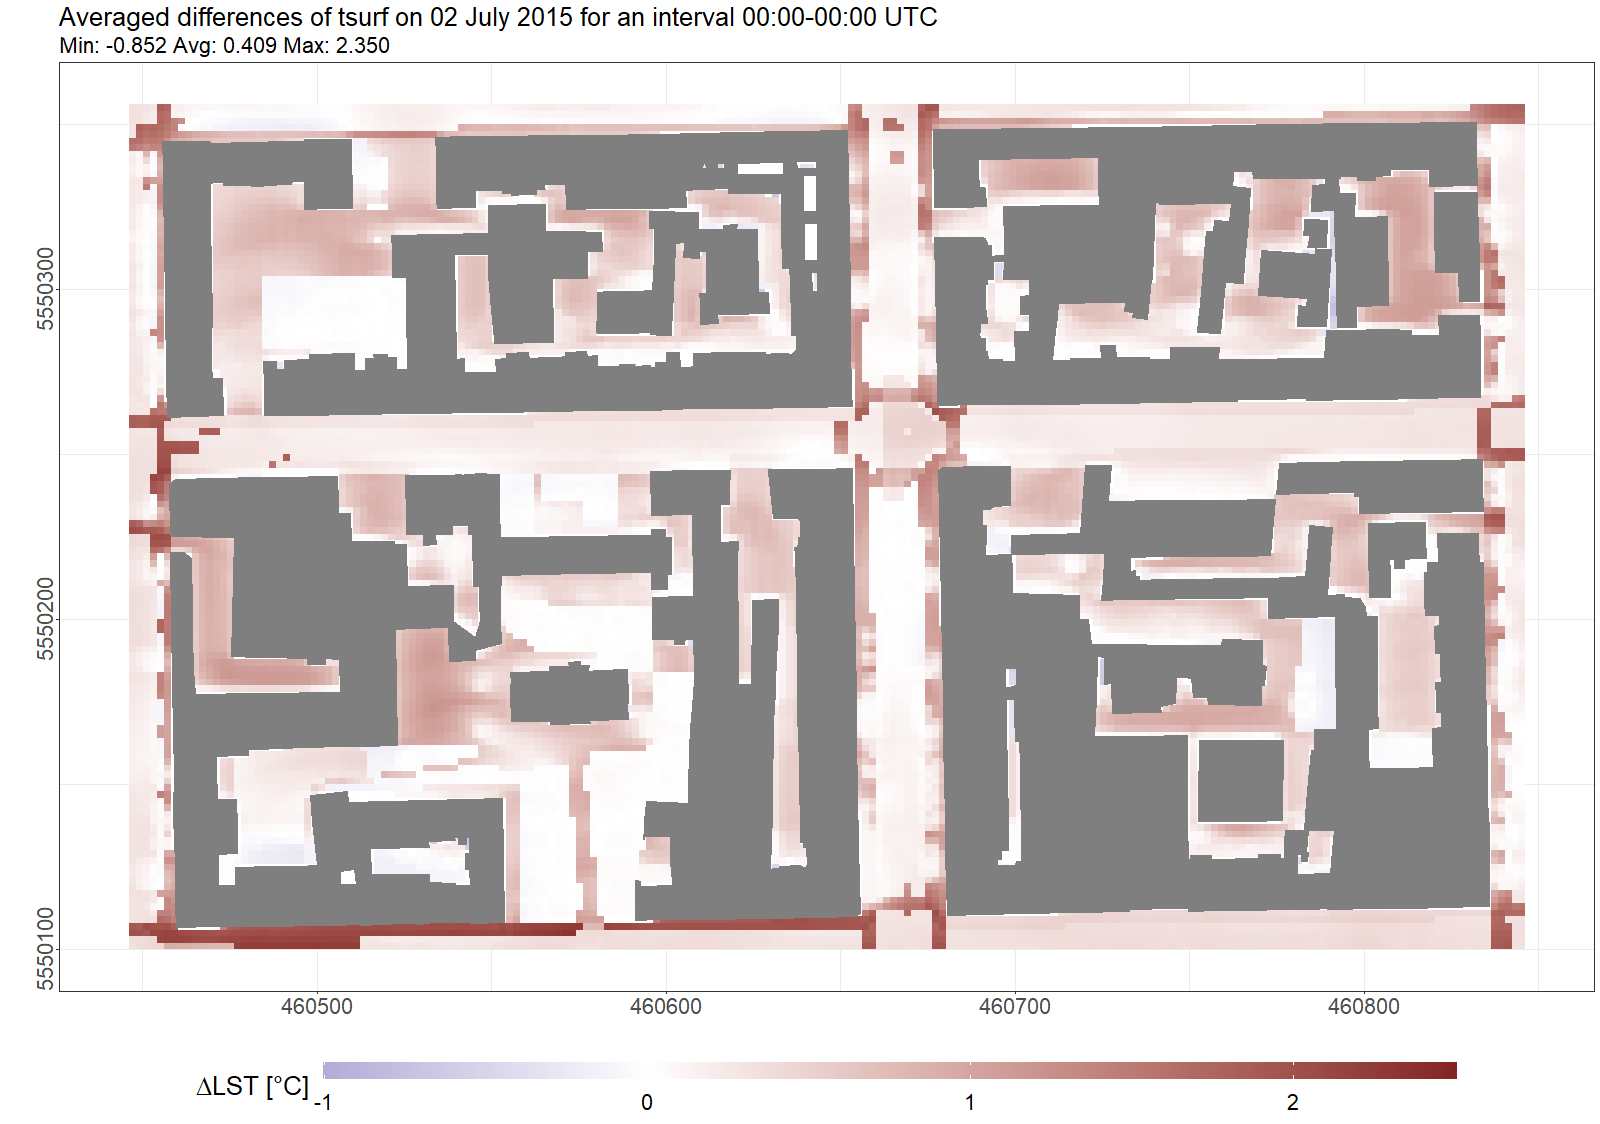 Averaged differences of tsurf on 02 July 2015 for an interval 00:00-00:00 UTC
Min: -0.852 Avg: 0.409 Max: 2.350
5550300
5550200
5550100
460500 460600 460700 460800
ΔLST [°C]
-1 0 1 2